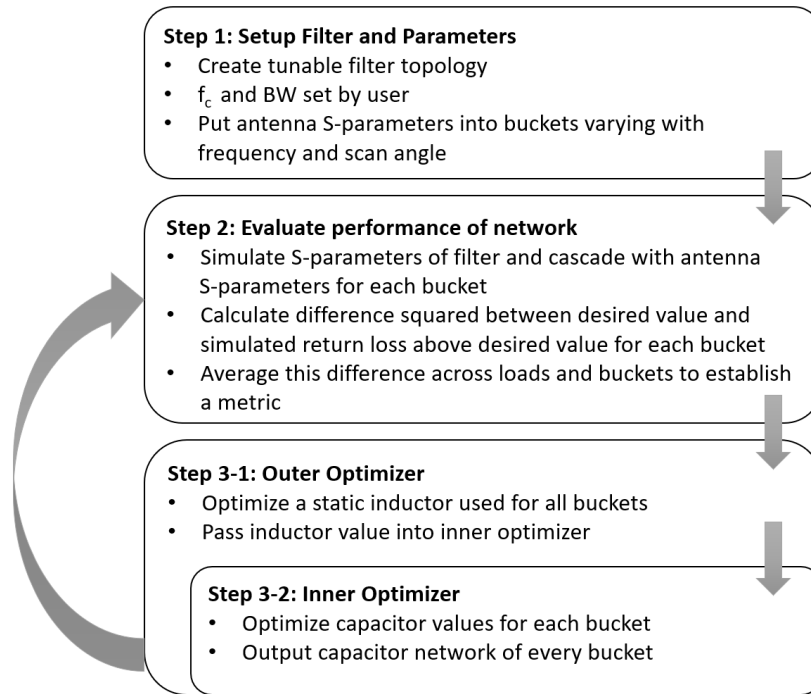 Step 1: Setup Filter and Parameters
• Create tunable filter topology
• fc and BW set by user
• Put antenna S-parameters into buckets varying with
frequency and scan angle
Step 2: Evaluate performance of network
• Simulate S-parameters of filter and cascade with antenna
S-parameters for each bucket
• Calculate difference squared between desired value and
simulated return loss above desired value for each bucket
• Average this difference across loads and buckets to establish
a metric
Step 3-1: Outer Optimizer
• Optimize a static inductor used for all buckets
• Pass inductor value into inner optimizer
Step 3-2: Inner Optimizer
• Optimize capacitor values for each bucket
• Output capacitor network of every bucket